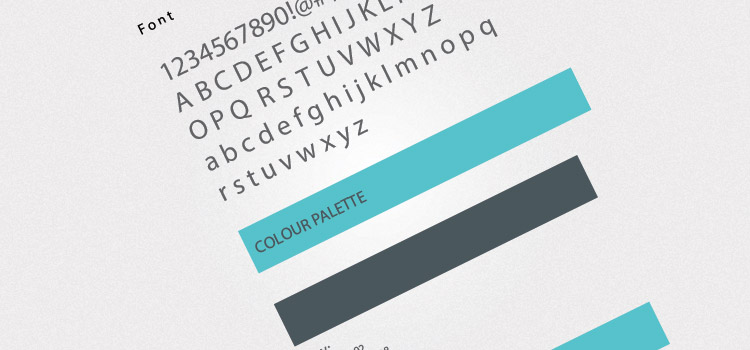 Font
1234567890!@#
A B C D E F G H I J K L
O P Q R S T U V W X Y Z
a b c d e f g h i j k l m n o p q
r s t u v w x y z
COLOUR PALETTE